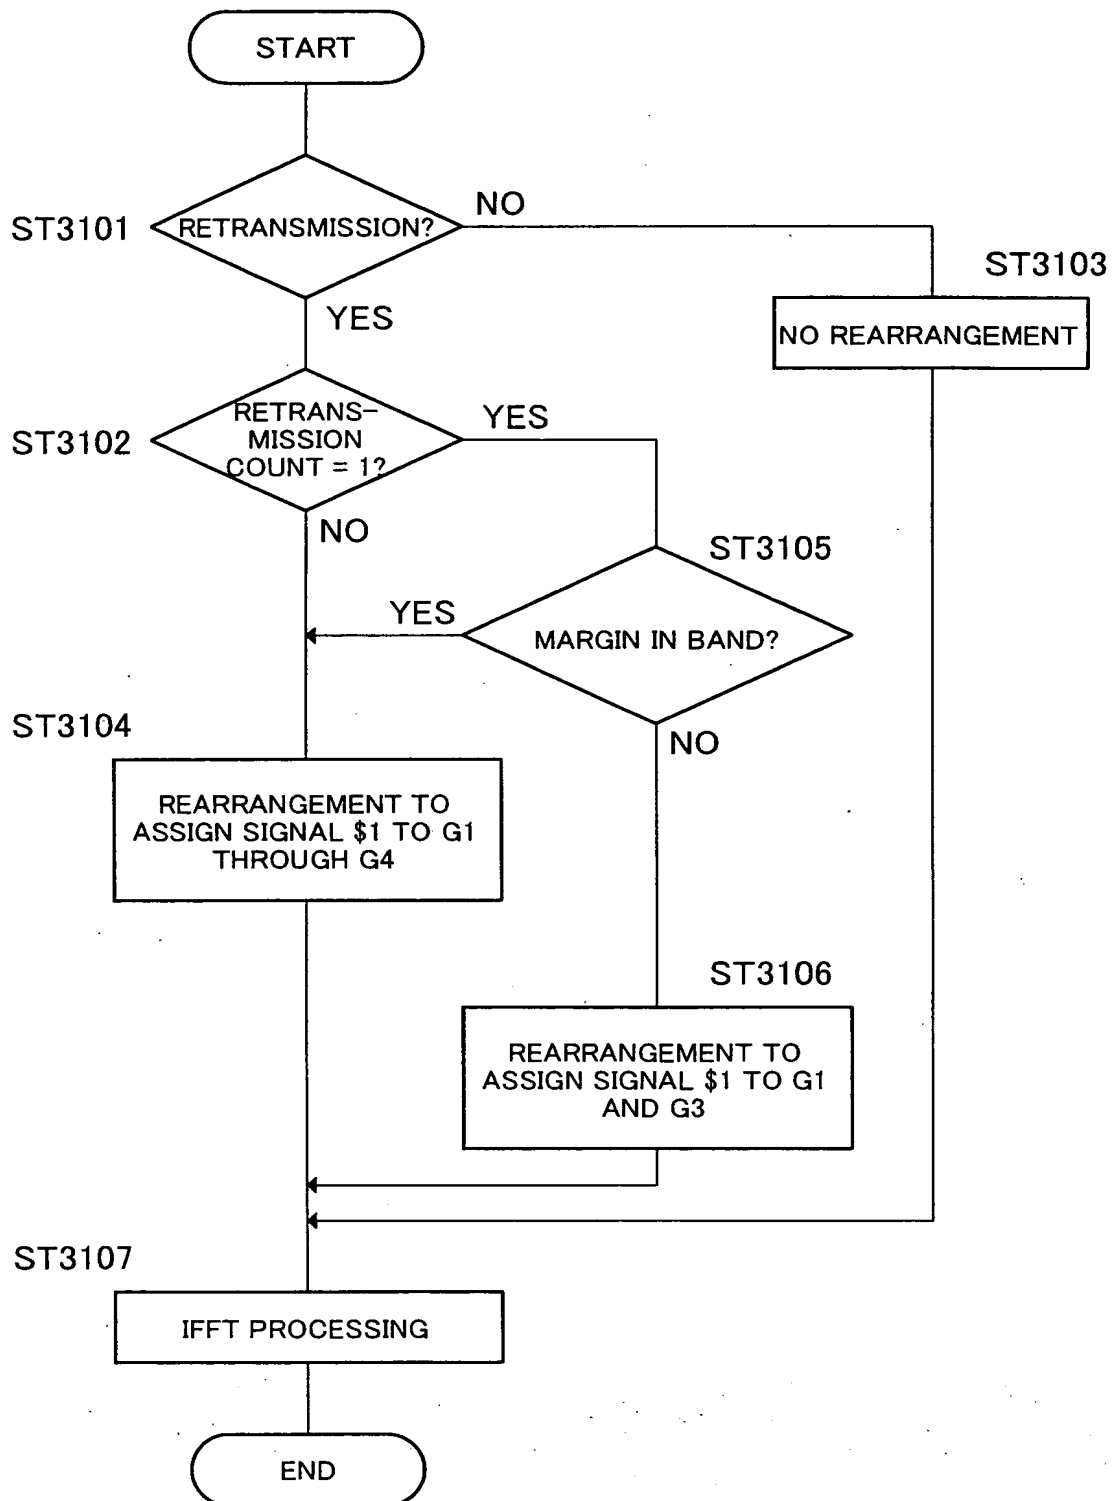 START
ST3101
RETRANSMISSION?
NO
ST3103
NO REARRANGEMENT
YES
ST3102
RETRANS-
MISSION
COUNT = 1?
YES
NO
ST3105
YES
MARGIN IN BAND?
NO
ST3104
REARRANGEMENT TO
ASSIGN SIGNAL $1 TO G1
THROUGH G4
ST3106
REARRANGEMENT TO
ASSIGN SIGNAL $1 TO G1
AND G3
ST3107
IFFT PROCESSING
END